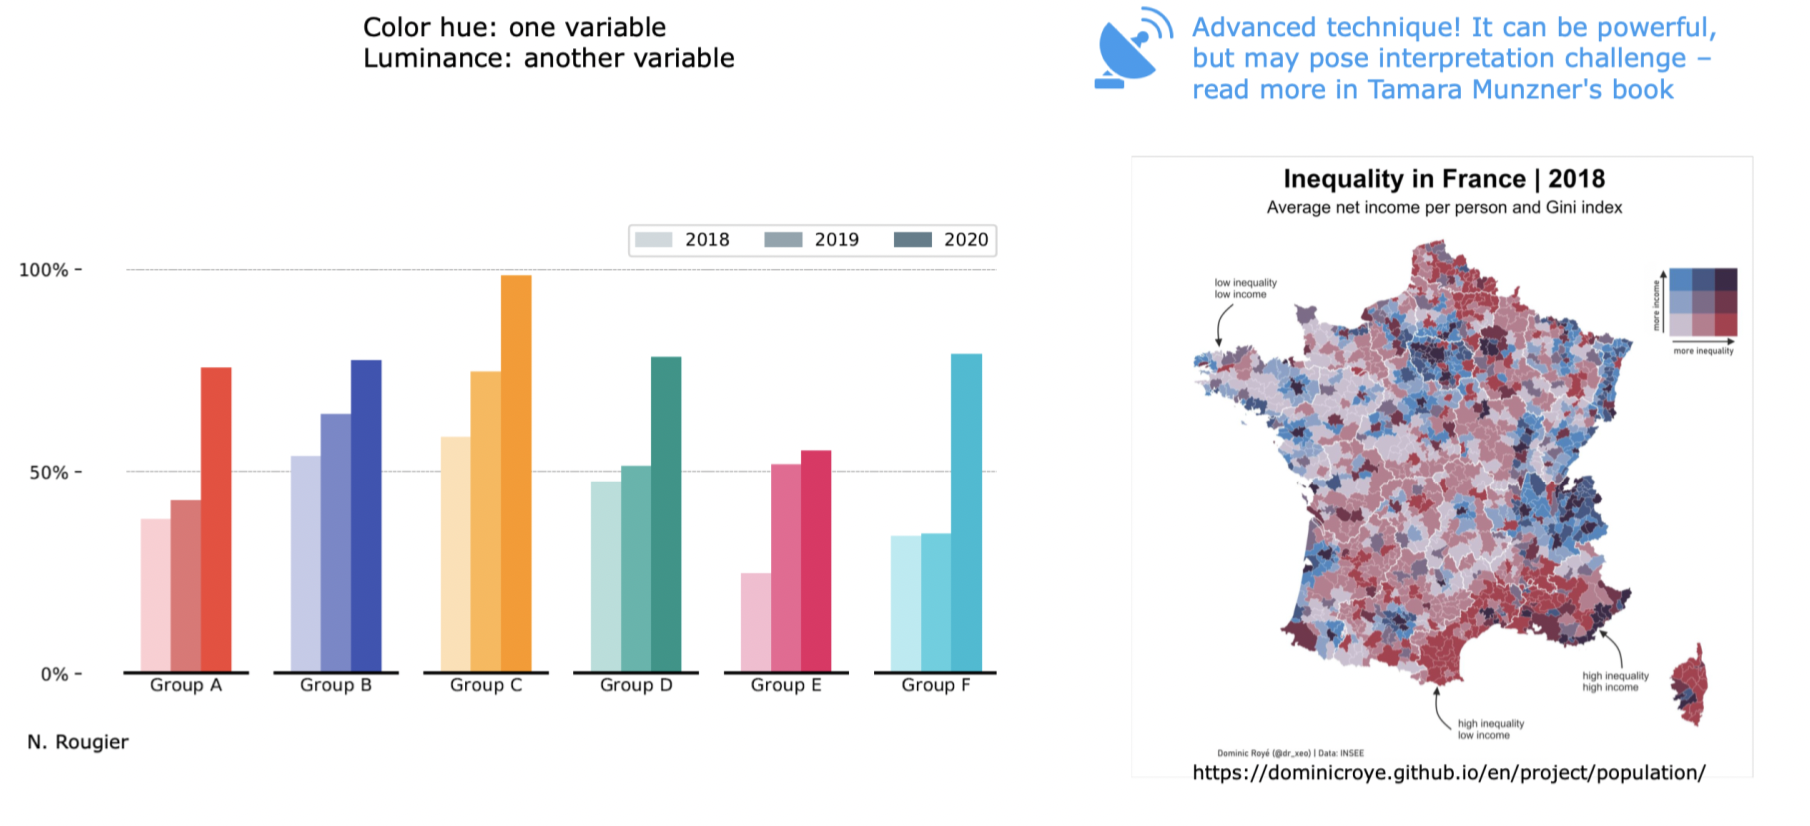 Color hue: one variable
Luminance: another variable
Advanced technique! It can be powerful,
but may pose interpretation challenge –
read more in Tamara Munzner's book
2018
2019
2020
100%
50%
0%
Group A
Group B
Group C
Group D
Group E
Group F
N. Rougier
Inequality in France | 2018
Average net income per person and Gini index
low inequality
low income
more income
more inequality
high inequality
high income
high inequality
low income
Dominic Royé (@dr_xeo) | Data: INSEE
https://dominicroye.github.io/en/project/population/